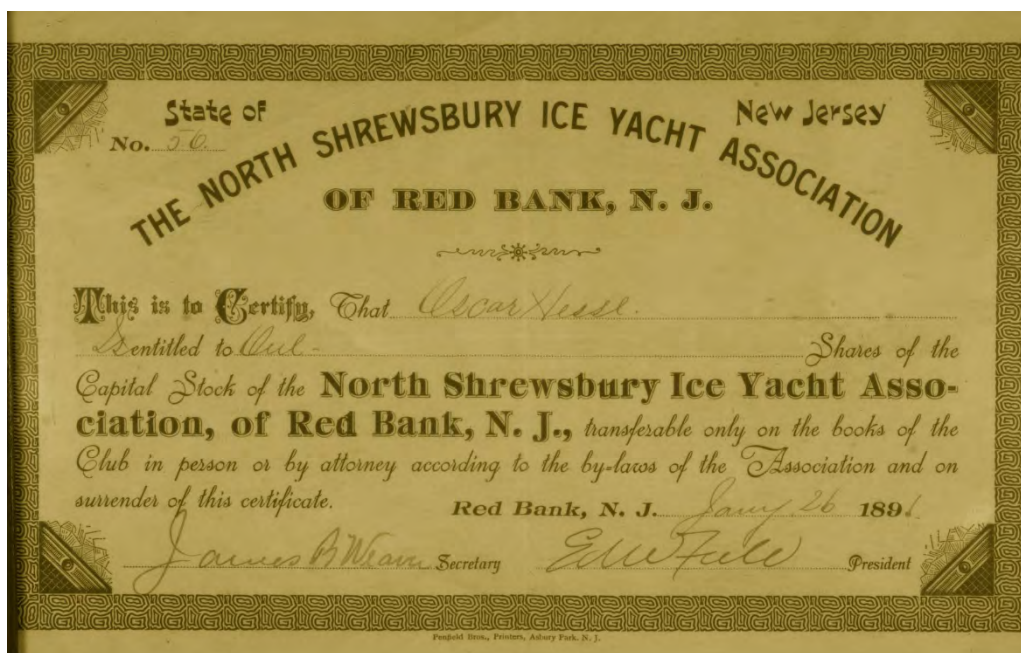 State of New Jersey
No. 56.
THE NORTH SHREWSBURY ICE YACHT ASSOCIATION
OF RED BANK, N. J.
This is to Certify, That Oscar Hesse.
Is entitled to One Shares of the
Capital Stock of the North Shrewsbury Ice Yacht Asso-
ciation, of Red Bank, N. J., transferable only on the books of the
Club in person or by attorney according to the by-laws of the Association and on
surrender of this certificate.
Red Bank, N. J. Jany 26 1891
James B Weaver Secretary President
Penfield Bros., Printers, Asbury Park, N. J.